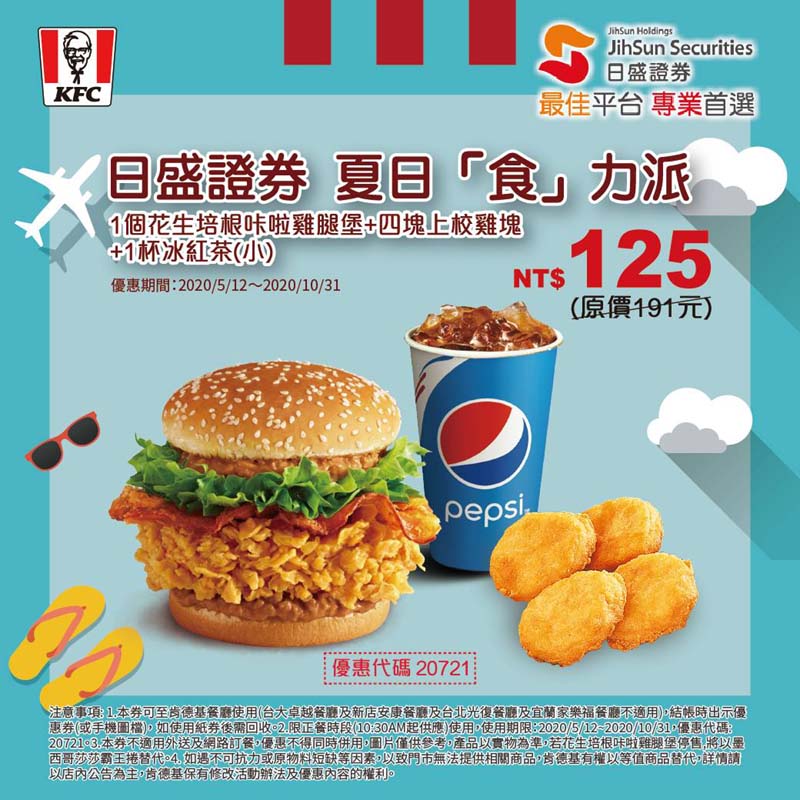 KFC
JihSun Holdings
JihSun Securities
日盛證券
最佳平台 專業首選
日盛證券 夏日「食」力派
1個花生培根咔啦雞腿堡+四塊上校雞塊
+1杯冰紅茶(小)
NT$125
優惠期間:2020/5/12~2020/10/31
(原價191元)
pepsi
優惠代碼 20721
注意事項: 1.本券可至肯德基餐廳使用(台大卓越餐廳及新店安康餐廳及台北光復餐廳及宜蘭家樂福餐廳不適用),結帳時出示優
惠券(或手機圖檔),如使用紙券後需回收。2.限正餐時段(10:30AM起供應)使用,使用期限:2020/5/12~2020/10/31,優惠代碼:
20721。3.本券不適用外送及網路訂餐,優惠不得同時併用,圖片僅供參考,產品以實物為準,若花生培根咔啦雞腿堡停售,將以墨
西哥莎莎霸王捲替代。4. 如遇不可抗力或原物料短缺等因素,以致門市無法提供相關商品,肯德基有權以等值商品替代,詳情請
以店內公告為主,肯德基保有修改活動辦法及優惠內容的權利。